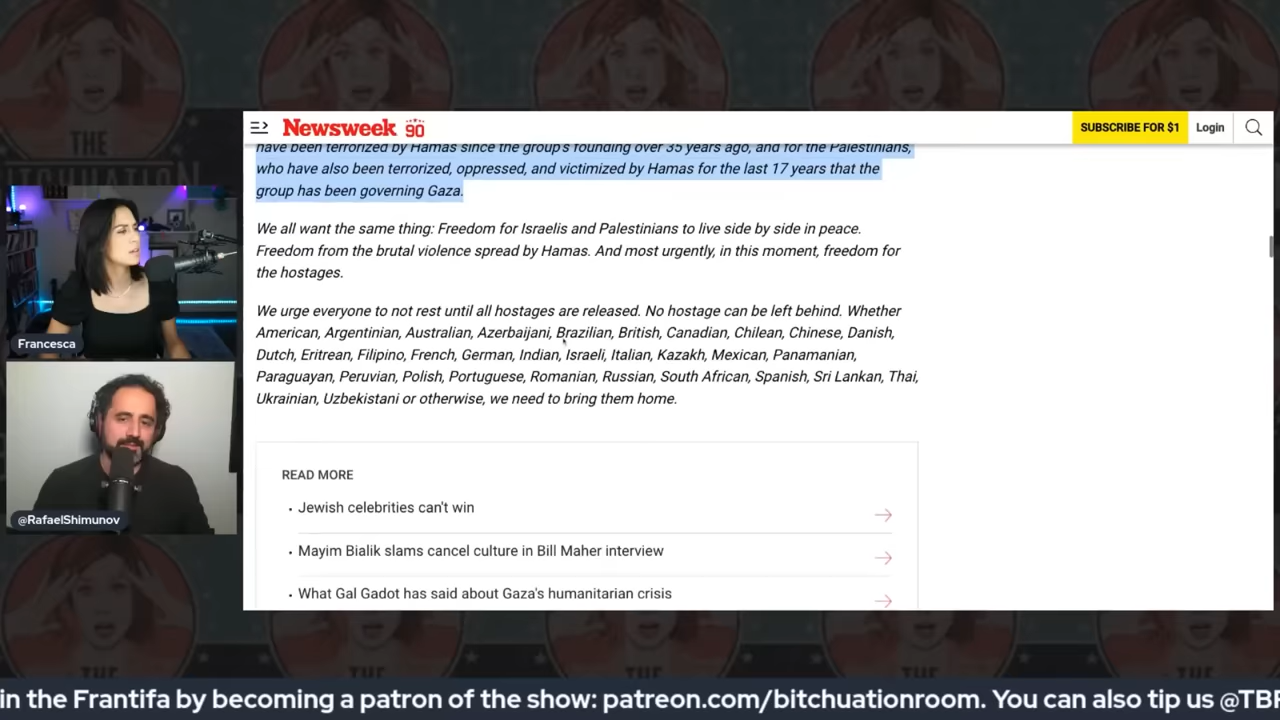 THE
BITCHUATION
Newsweek 90
SUBSCRIBE FOR $1
Login
have been terrorized by Hamas since the group's founding over 35 years ago, and for the Palestinians,
who have also been terrorized, oppressed, and victimized by Hamas for the last 17 years that the
group has been governing Gaza.
We all want the same thing: Freedom for Israelis and Palestinians to live side by side in peace.
Freedom from the brutal violence spread by Hamas. And most urgently, in this moment, freedom for
the hostages.
We urge everyone to not rest until all hostages are released. No hostage can be left behind. Whether
American, Argentinian, Australian, Azerbaijani, Brazilian, British, Canadian, Chilean, Chinese, Danish,
Dutch, Eritrean, Filipino, French, German, Indian, Israeli, Italian, Kazakh, Mexican, Panamanian,
Paraguayan, Peruvian, Polish, Portuguese, Romanian, Russian, South African, Spanish, Sri Lankan, Thai,
Ukrainian, Uzbekistani or otherwise, we need to bring them home.
READ MORE
Jewish celebrities can't win
Mayim Bialik slams cancel culture in Bill Maher interview
What Gal Gadot has said about Gaza's humanitarian crisis
Francesca
@RafaelShimunov
THE
THE
THE
THE
in the Frantifa by becoming a patron of the show: patreon.com/bitchuationroom. You can also tip us @TB